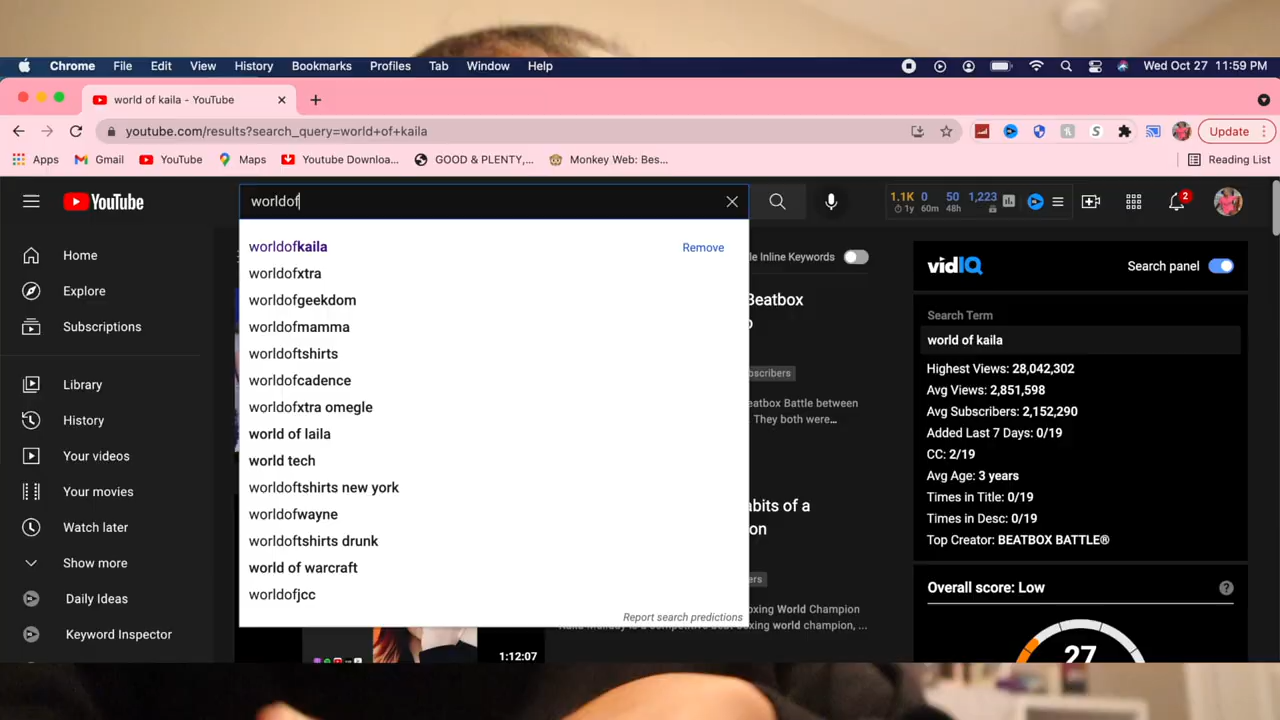 Chrome File Edit View History Bookmarks Profiles Tab Window Help Wed Oct 27 11:59 PM
world of kaila - YouTube
youtube.com/results?search_query=world+of+kaila Update
Apps Gmail YouTube Maps Youtube Downloa... GOOD & PLENTY,... Monkey Web: Bes... Reading List
YouTube worldof 1.1K 0 50 1,223 2
1y 60m 48h
Home
Explore
Subscriptions
Library
History
Your videos
Your movies
Watch later
Show more
Daily Ideas
Keyword Inspector
worldofkaila Remove
worldofxtra
worldofgeekdom
worldofmamma
worldoftshirts
worldofcadence
worldofxtra omegle
world of laila
world tech
worldoftshirts new york
worldofwayne
worldoftshirts drunk
world of warcraft
worldofjcc
Report search predictions
le Inline Keywords
Beatbox
bscribers
eatbox Battle between
. They both were...
abits of a
on
ers
oxing World Champion
world champion, ...
1:12:07
vidIQ Search panel
Search Term
world of kaila
Highest Views: 28,042,302
Avg Views: 2,851,598
Avg Subscribers: 2,152,290
Added Last 7 Days: 0/19
CC: 2/19
Avg Age: 3 years
Times in Title: 0/19
Times in Desc: 0/19
Top Creator: BEATBOX BATTLE®
Overall score: Low ?
27